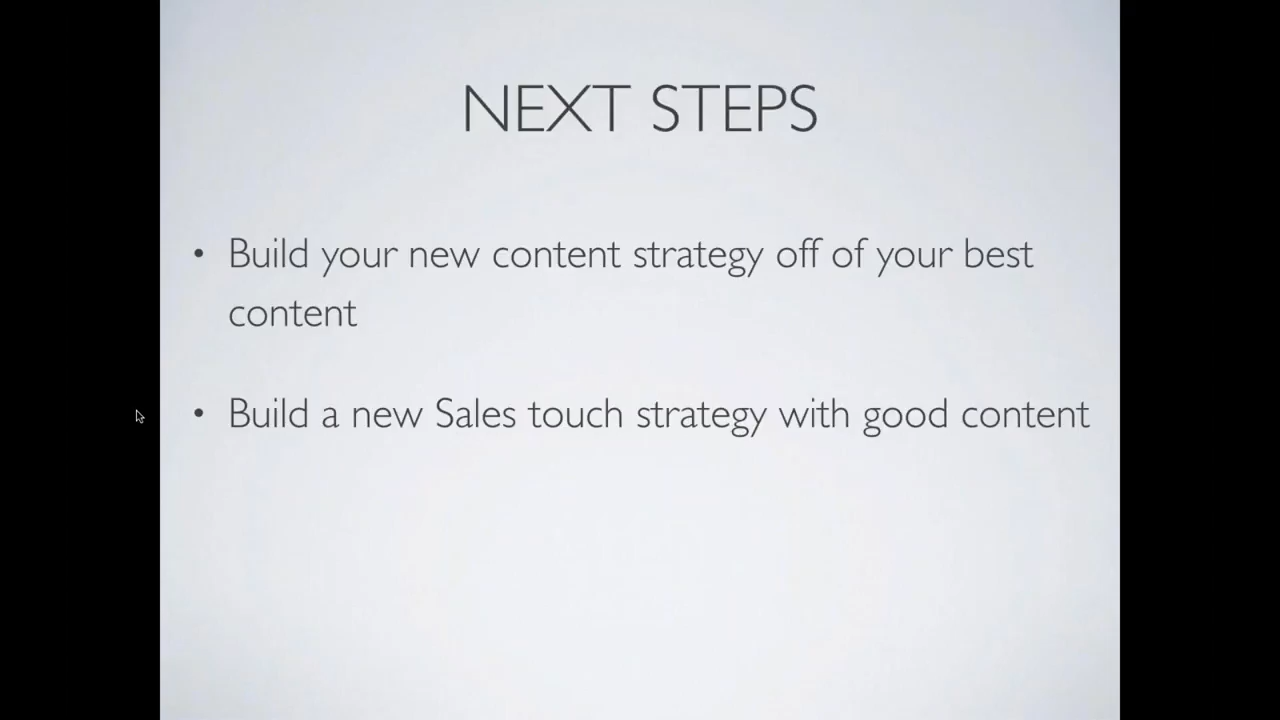 NEXT STEPS
• Build your new content strategy off of your best
content
• Build a new Sales touch strategy with good content